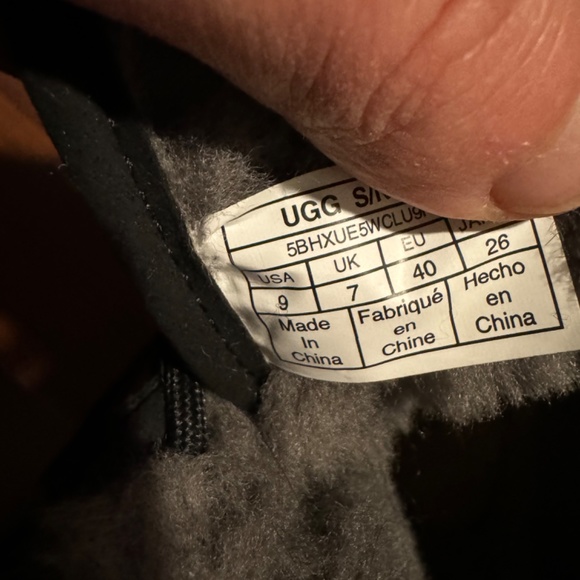 UGG
5BHXUE5WCLU9
USA UK EU
9 7 40 26
Made In China
Fabriqué en Chine
Hecho en China